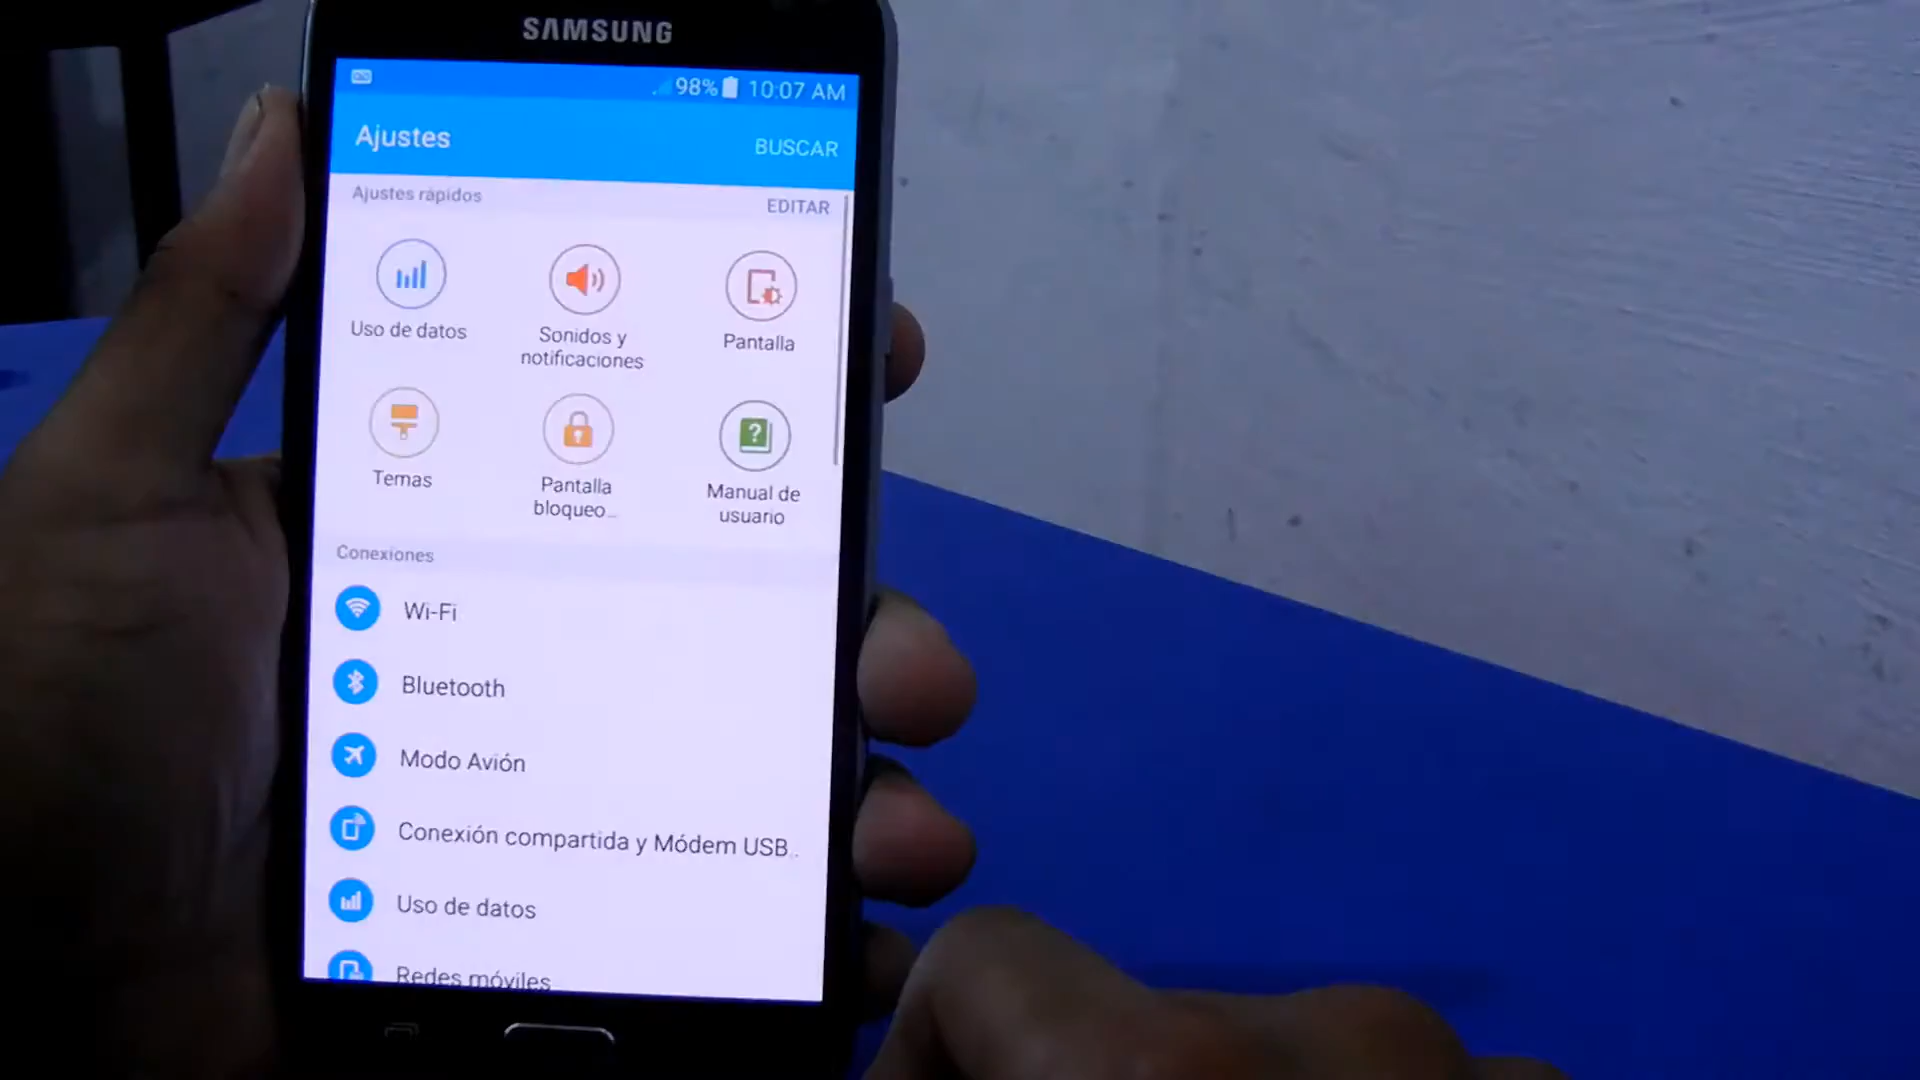 SAMSUNG
98% 10:07 AM
Ajustes
BUSCAR
Ajustes rápidos
EDITAR
Uso de datos
Sonidos y
notificaciones
Pantalla
Temas
Pantalla
bloqueo...
Manual de
usuario
Conexiones
Wi-Fi
Bluetooth
Modo Avión
Conexión compartida y Módem USB..
Uso de datos
Redes móviles